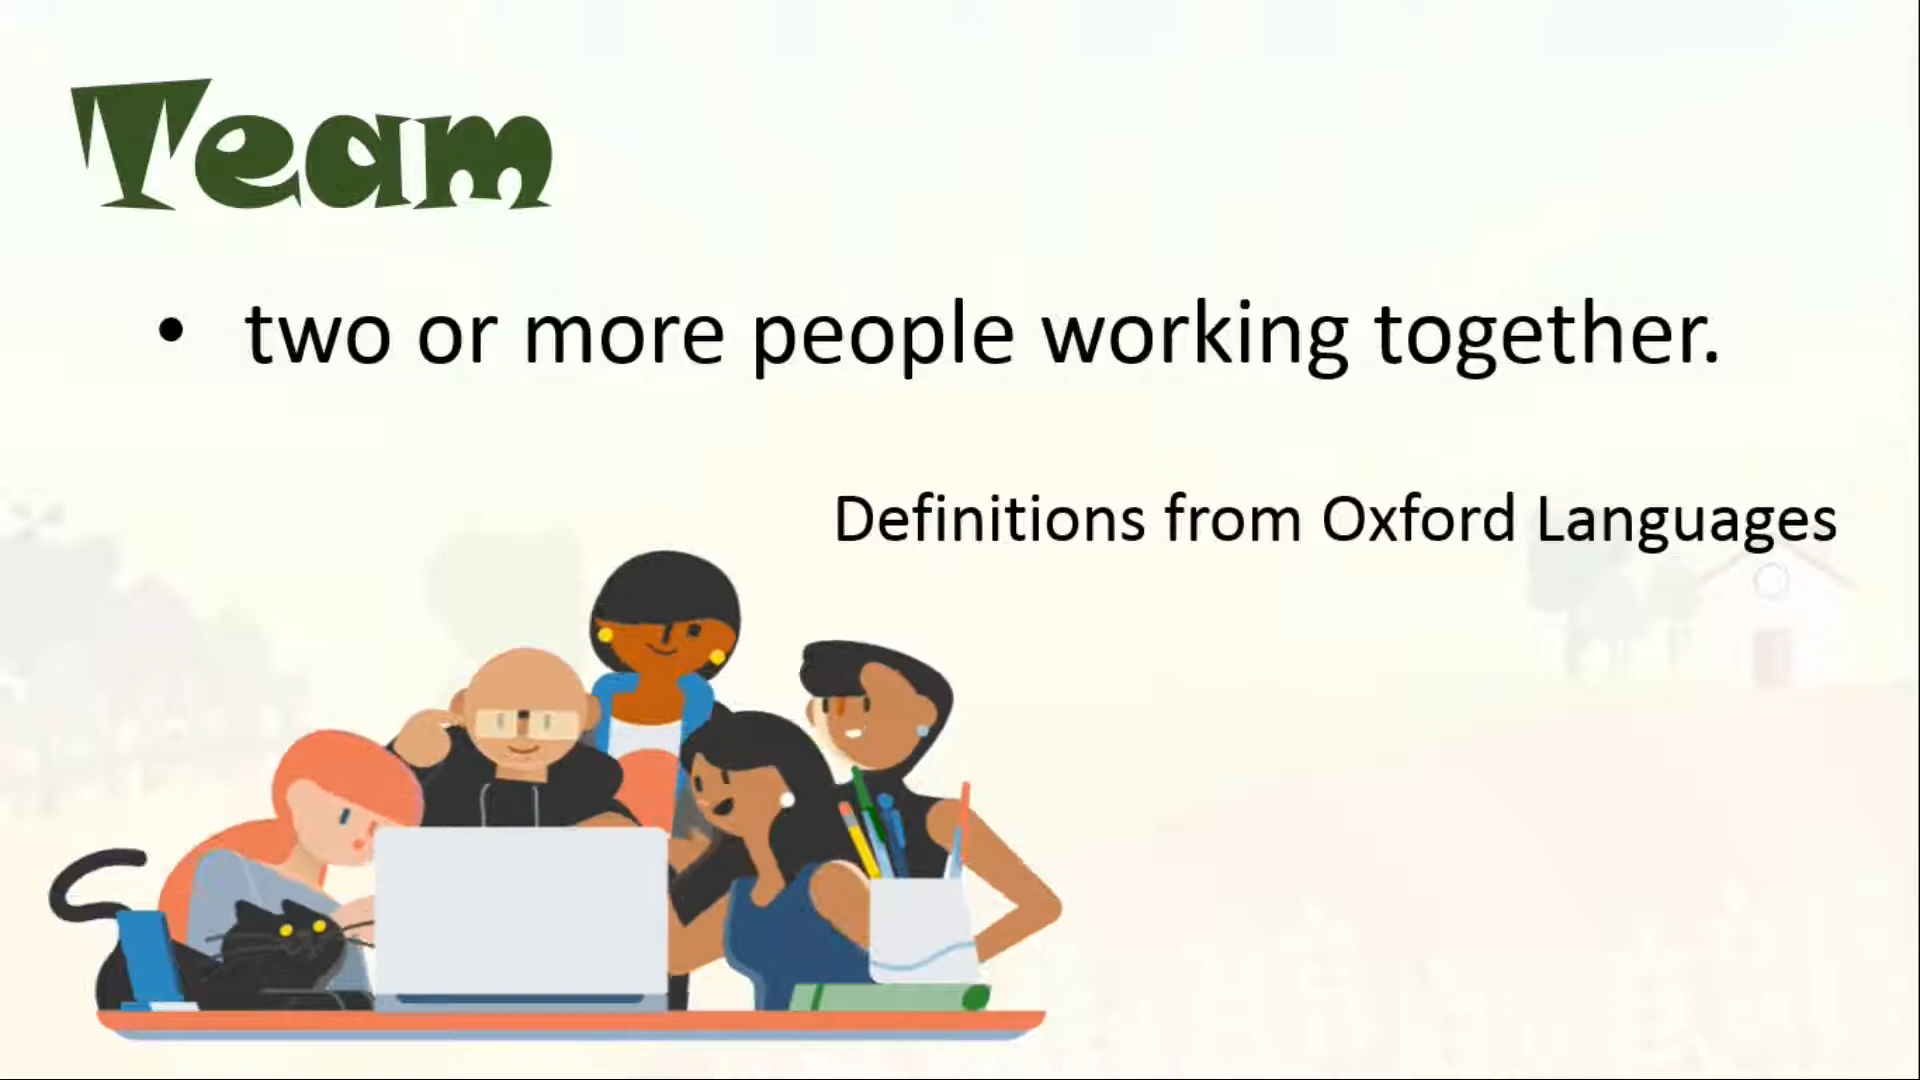 Team
• two or more people working together.
Definitions from Oxford Languages